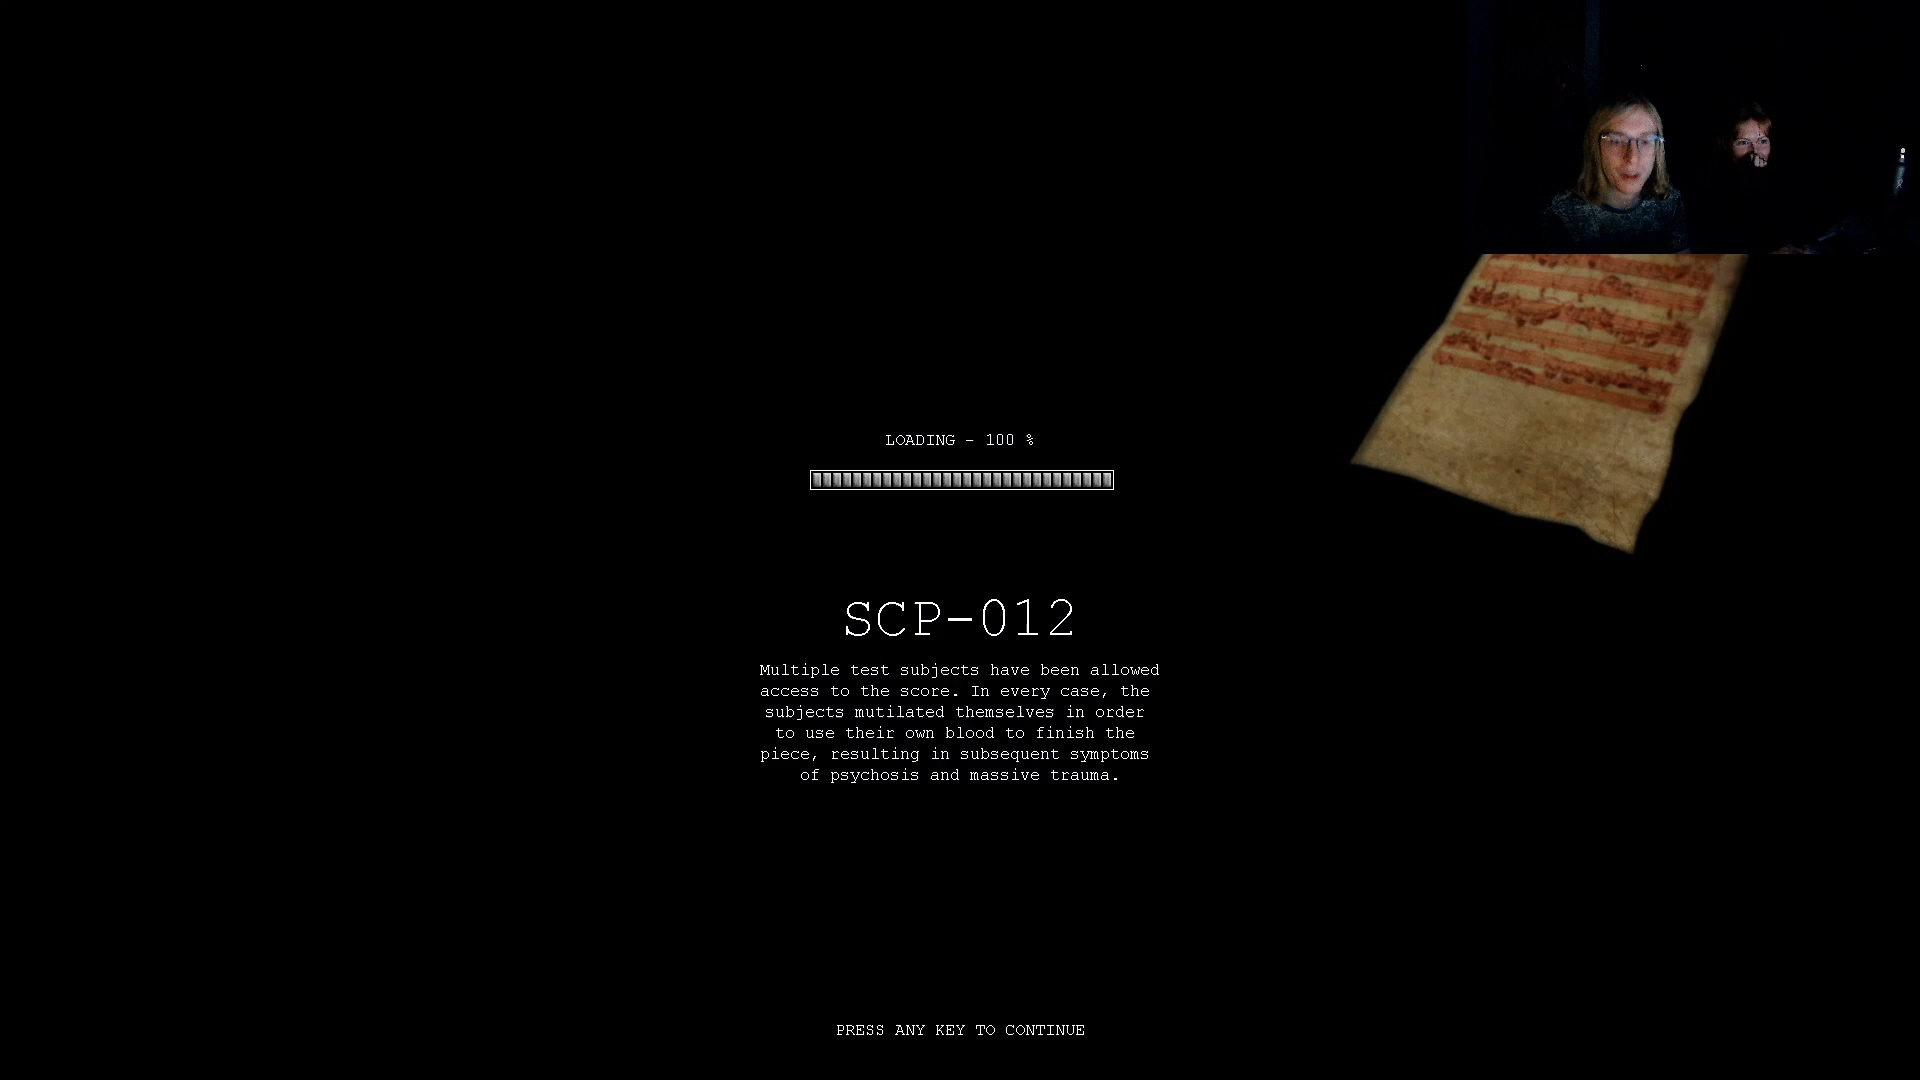 LOADING - 100 %
SCP-012
Multiple test subjects have been allowed
access to the score. In every case, the
subjects mutilated themselves in order
to use their own blood to finish the
piece, resulting in subsequent symptoms
of psychosis and massive trauma.
PRESS ANY KEY TO CONTINUE